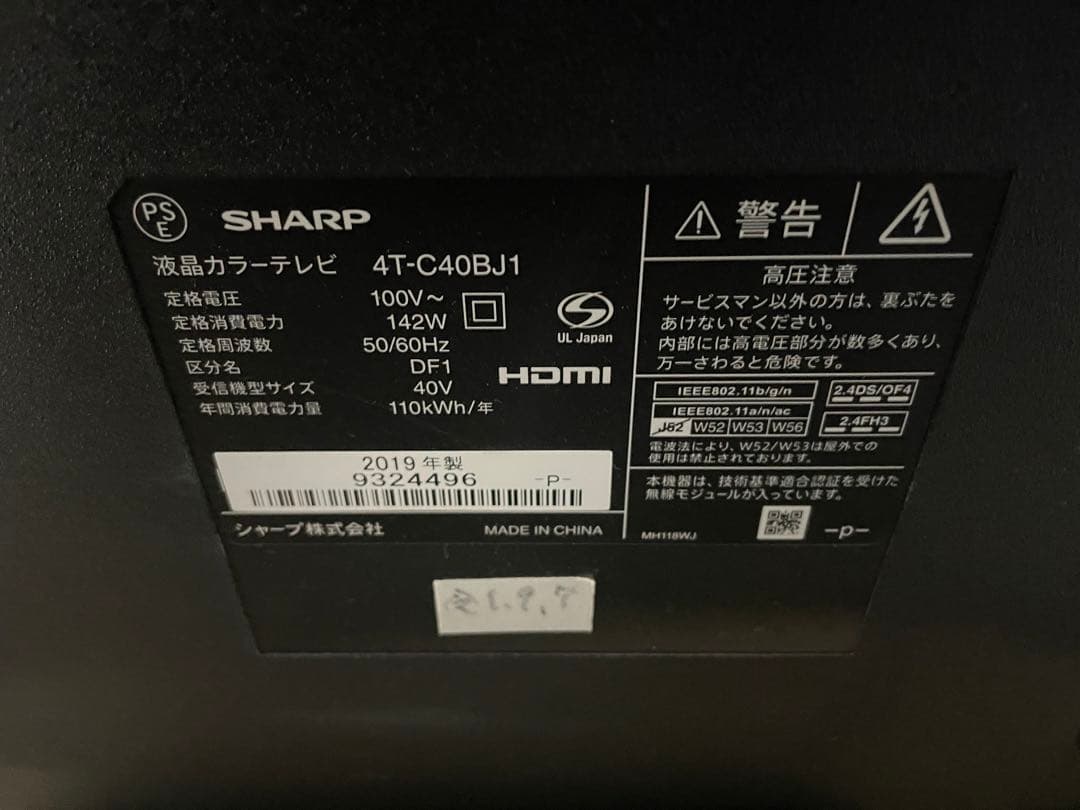 PSE
SHARP
液晶カラーテレビ 4T-C40BJ1
定格電圧 100V～
定格消費電力 142W
定格周波数 50/60Hz
区分名 DF1
受信機型サイズ 40V
年間消費電力量 110kWh/年
UL Japan
HDMI
2019年製
9324496 -P-
シャープ株式会社 MADE IN CHINA
警告
高圧注意
サービスマン以外の方は、裏ぶたを
あけないでください。
内部には高電圧部分が数多くあり、
万一さわると危険です。
IEEE802.11b/g/n 2.4DS/OF4
IEEE802.11a/n/ac
J52 W52 W53 W56 2.4FH3
電波法により、W52/W53は屋外での
使用は禁止されております。
本機器は、技術基準適合認証を受けた
無線モジュールが入っています。
MH118WJ -p-